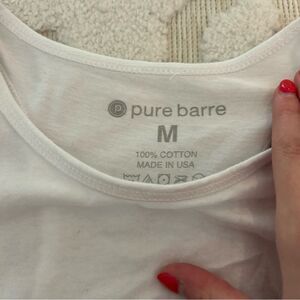 pure barre
M
100% COTTON
MADE IN USA